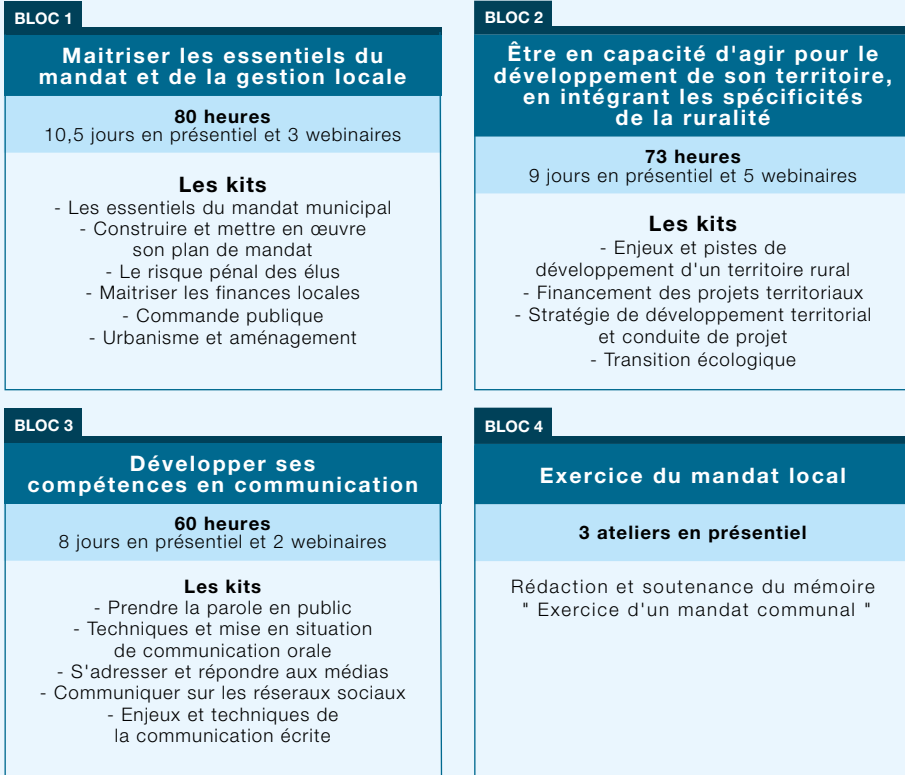 BLOC 1
Maitriser les essentiels du
mandat et de la gestion locale
80 heures
10,5 jours en présentiel et 3 webinaires
Les kits
- Les essentiels du mandat municipal
- Construire et mettre en œuvre
son plan de mandat
- Le risque pénal des élus
- Maitriser les finances locales
- Commande publique
- Urbanisme et aménagement
BLOC 2
Être en capacité d'agir pour le
développement de son territoire,
en intégrant les spécificités
de la ruralité
73 heures
9 jours en présentiel et 5 webinaires
Les kits
- Enjeux et pistes de
développement d'un territoire rural
- Financement des projets territoriaux
- Stratégie de développement territorial
et conduite de projet
- Transition écologique
BLOC 3
Développer ses
compétences en communication
60 heures
8 jours en présentiel et 2 webinaires
Les kits
- Prendre la parole en public
- Techniques et mise en situation
de communication orale
- S'adresser et répondre aux médias
- Communiquer sur les réseraux sociaux
- Enjeux et techniques de
la communication écrite
BLOC 4
Exercice du mandat local
3 ateliers en présentiel
Rédaction et soutenance du mémoire
" Exercice d'un mandat communal "